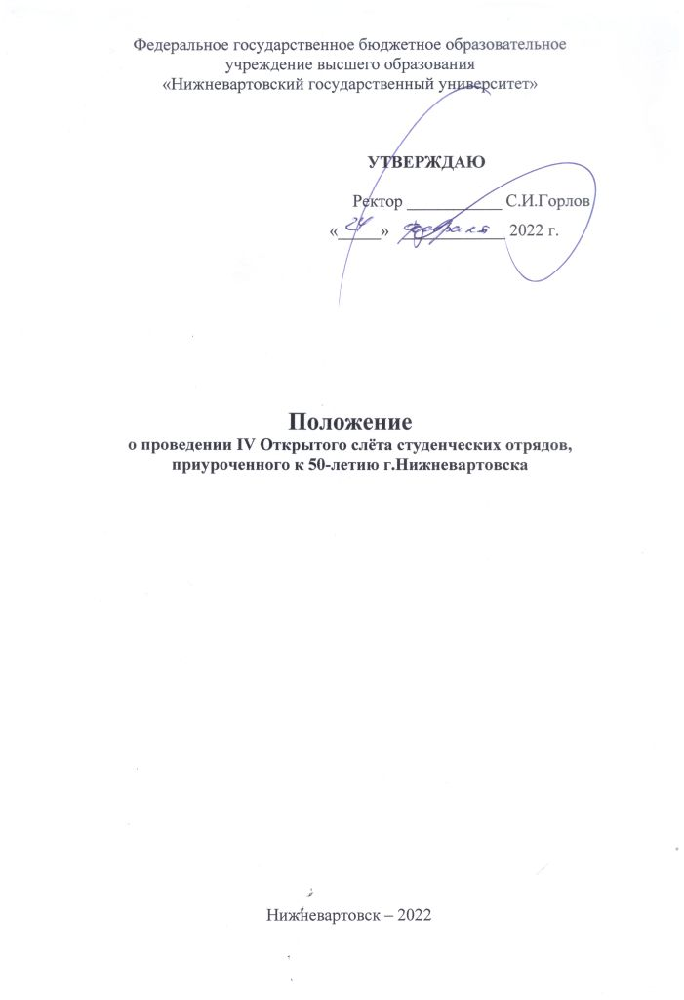 Федеральное государственное бюджетное образовательное
учреждение высшего образования
«Нижневартовский государственный университет»
УТВЕРЖДАЮ
Ректор ___________ С.И.Горлов
«24» февраля 2022 г.
Положение
о проведении IV Открытого слёта студенческих отрядов,
приуроченного к 50-летию г.Нижневартовска
Нижневартовск – 2022